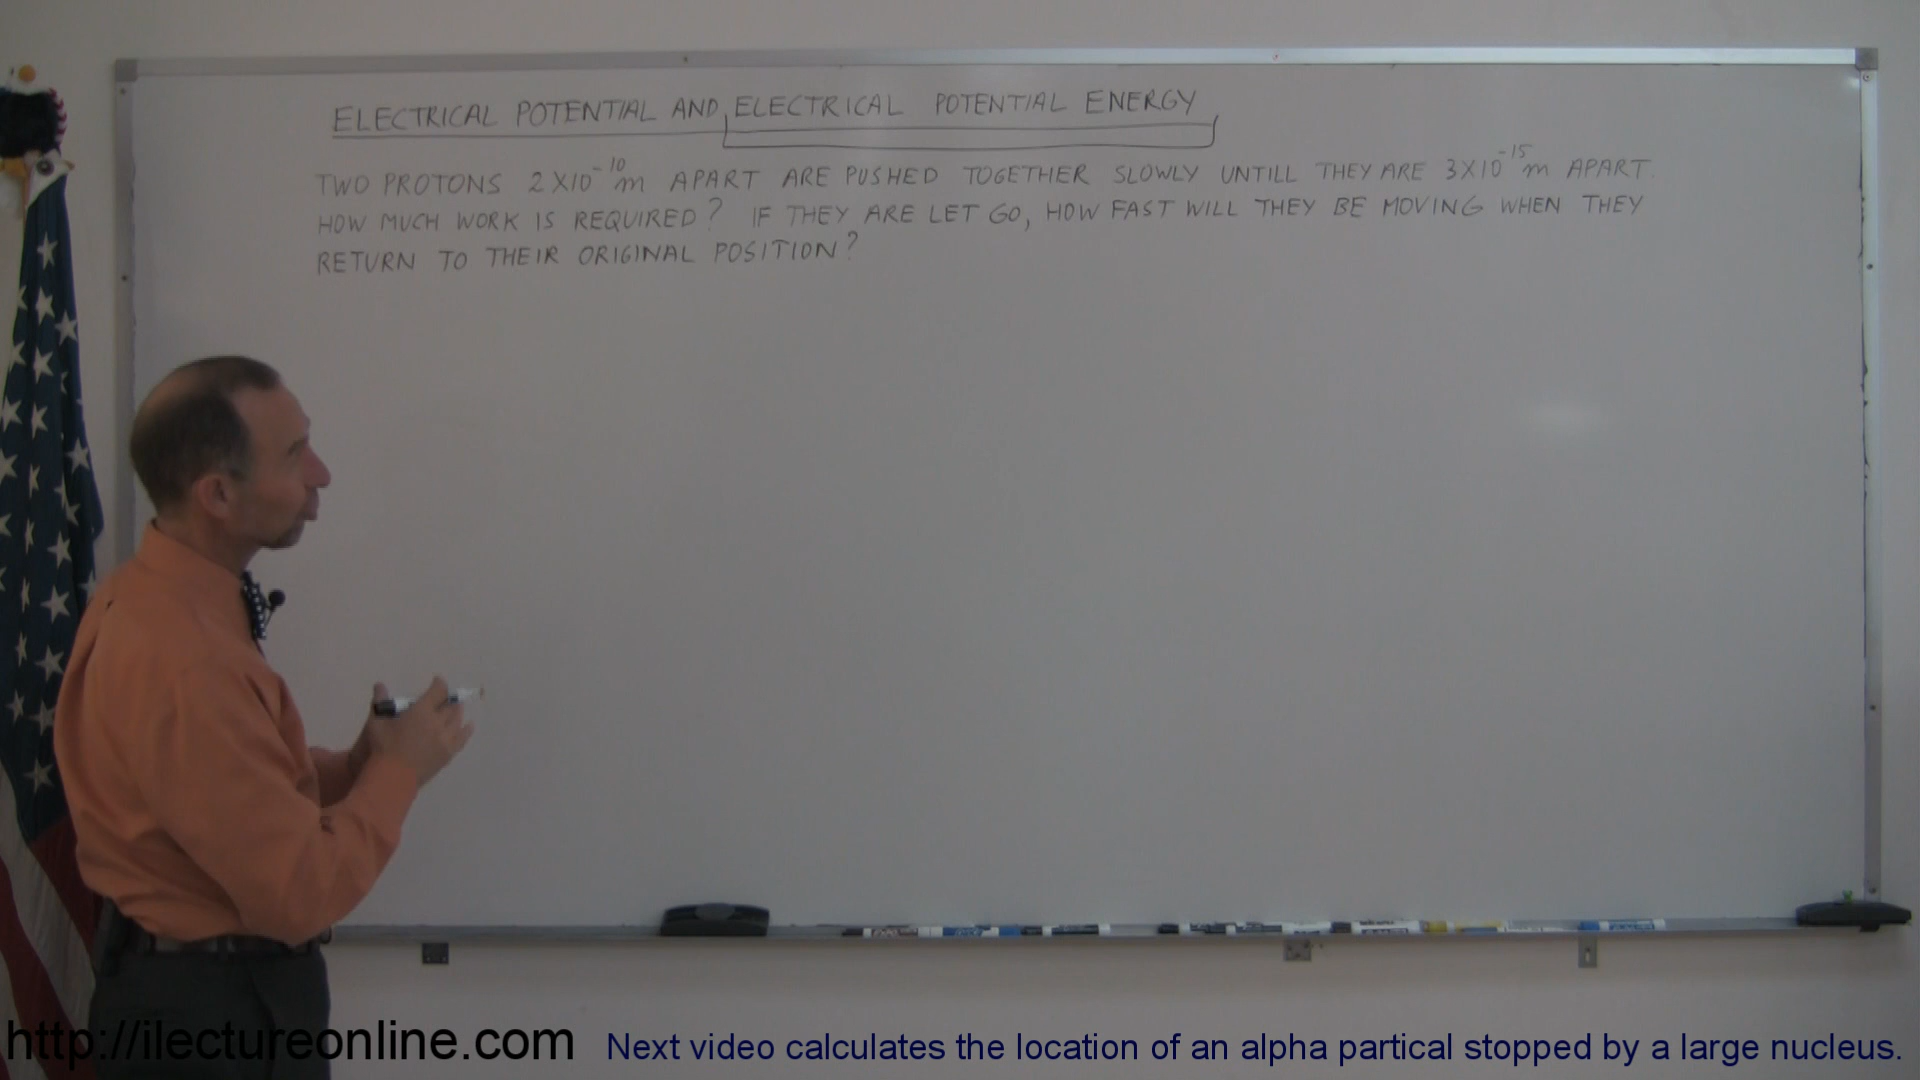 ELECTRICAL POTENTIAL AND ELECTRICAL POTENTIAL ENERGY
TWO PROTONS 2X10⁻¹⁰m APART ARE PUSHED TOGETHER SLOWLY UNTILL THEY ARE 3X10⁻¹⁵m APART.
HOW MUCH WORK IS REQUIRED? IF THEY ARE LET GO, HOW FAST WILL THEY BE MOVING WHEN THEY
RETURN TO THEIR ORIGINAL POSITION?
http://ilectureonline.com Next video calculates the location of an alpha partical stopped by a large nucleus.